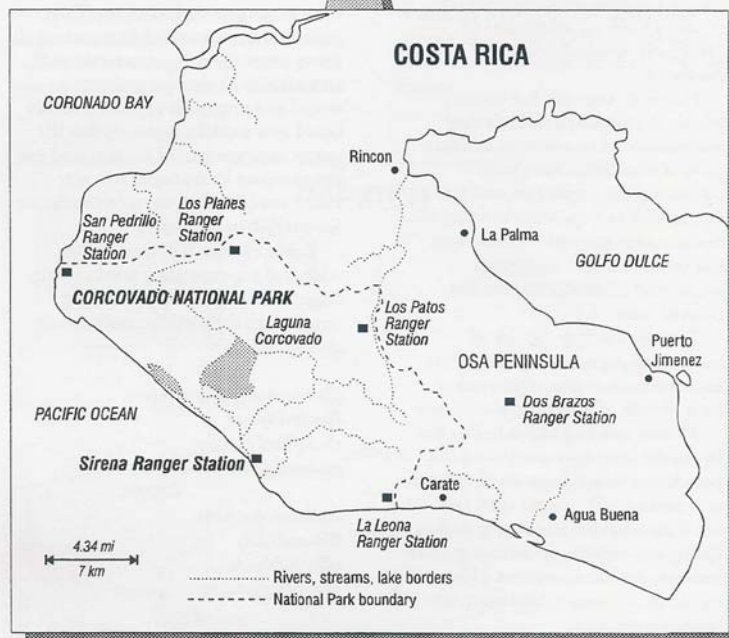 COSTA RICA
CORONADO BAY
Rincon
San Pedrillo
Ranger
Station
Los Planes
Ranger
Station
La Palma
GOLFO DULCE
CORCOVADO NATIONAL PARK
Laguna
Corcovado
Los Patos
Ranger
Station
OSA PENINSULA
Puerto
Jimenez
PACIFIC OCEAN
Dos Brazos
Ranger Station
Sirena Ranger Station
Carate
Agua Buena
La Leona
Ranger Station
4.34 mi
7 km
Rivers, streams, lake borders
National Park boundary